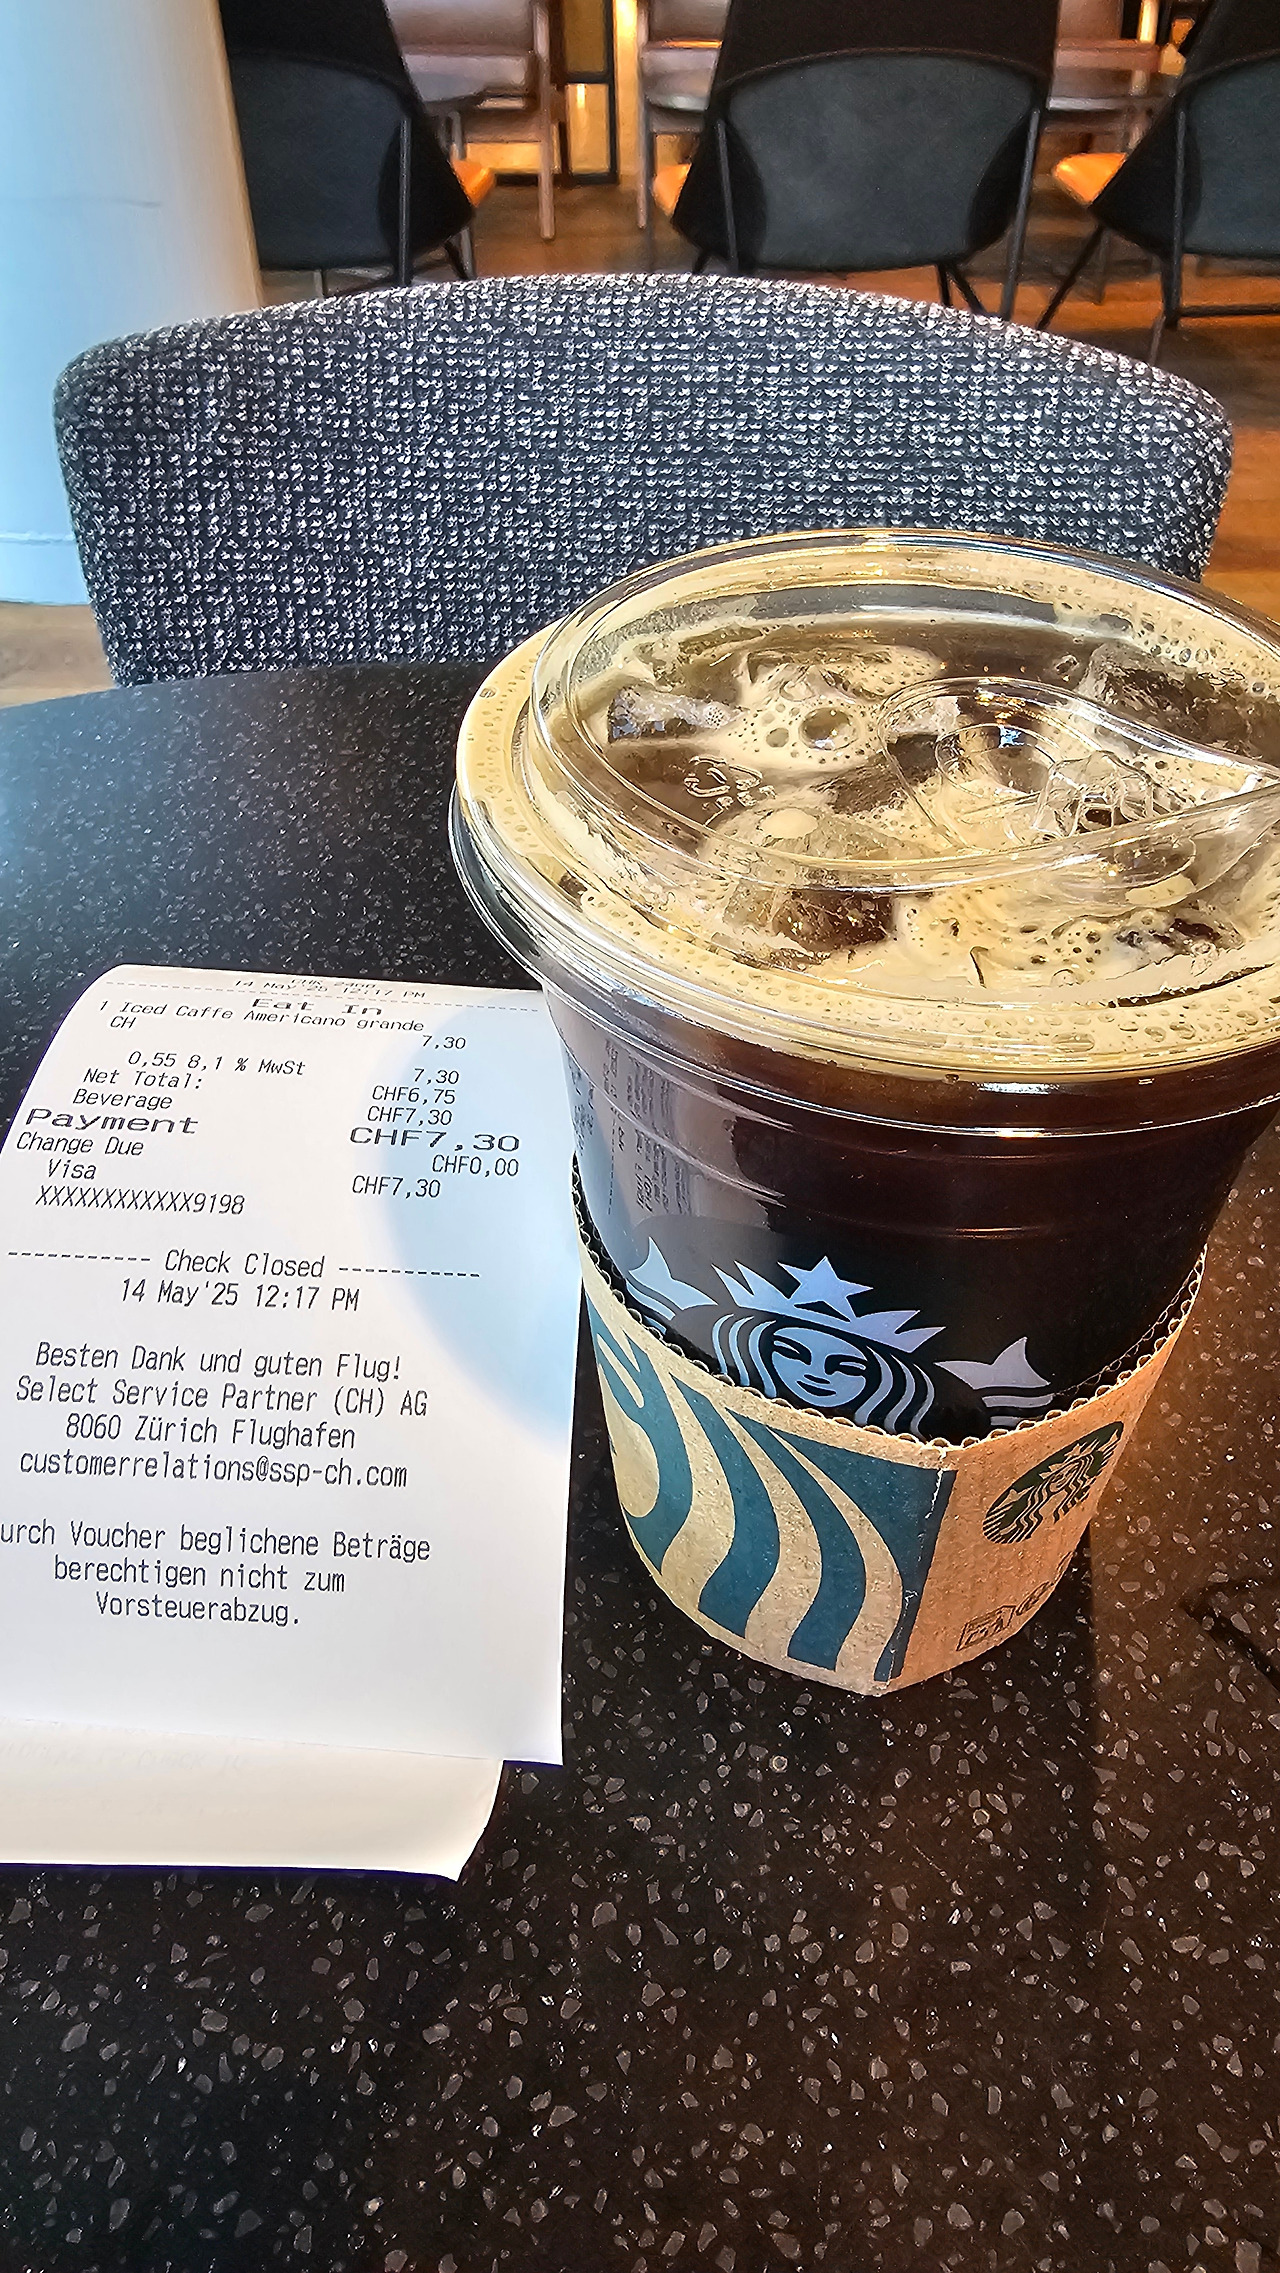 14 May'25 12:17 PM
Eat In
1 Iced Caffe Americano grande
CH 7,30
0,55 8,1 % MwSt 7,30
Net Total: CHF6,75
Beverage CHF7,30
Payment CHF7,30
Change Due CHF0,00
Visa CHF7,30
XXXXXXXXXXXX9198
----------- Check Closed -----------
14 May'25 12:17 PM
Besten Dank und guten Flug!
Select Service Partner (CH) AG
8060 Zürich Flughafen
customerrelations@ssp-ch.com
urch Voucher beglichene Beträge
berechtigen nicht zum
Vorsteuerabzug.